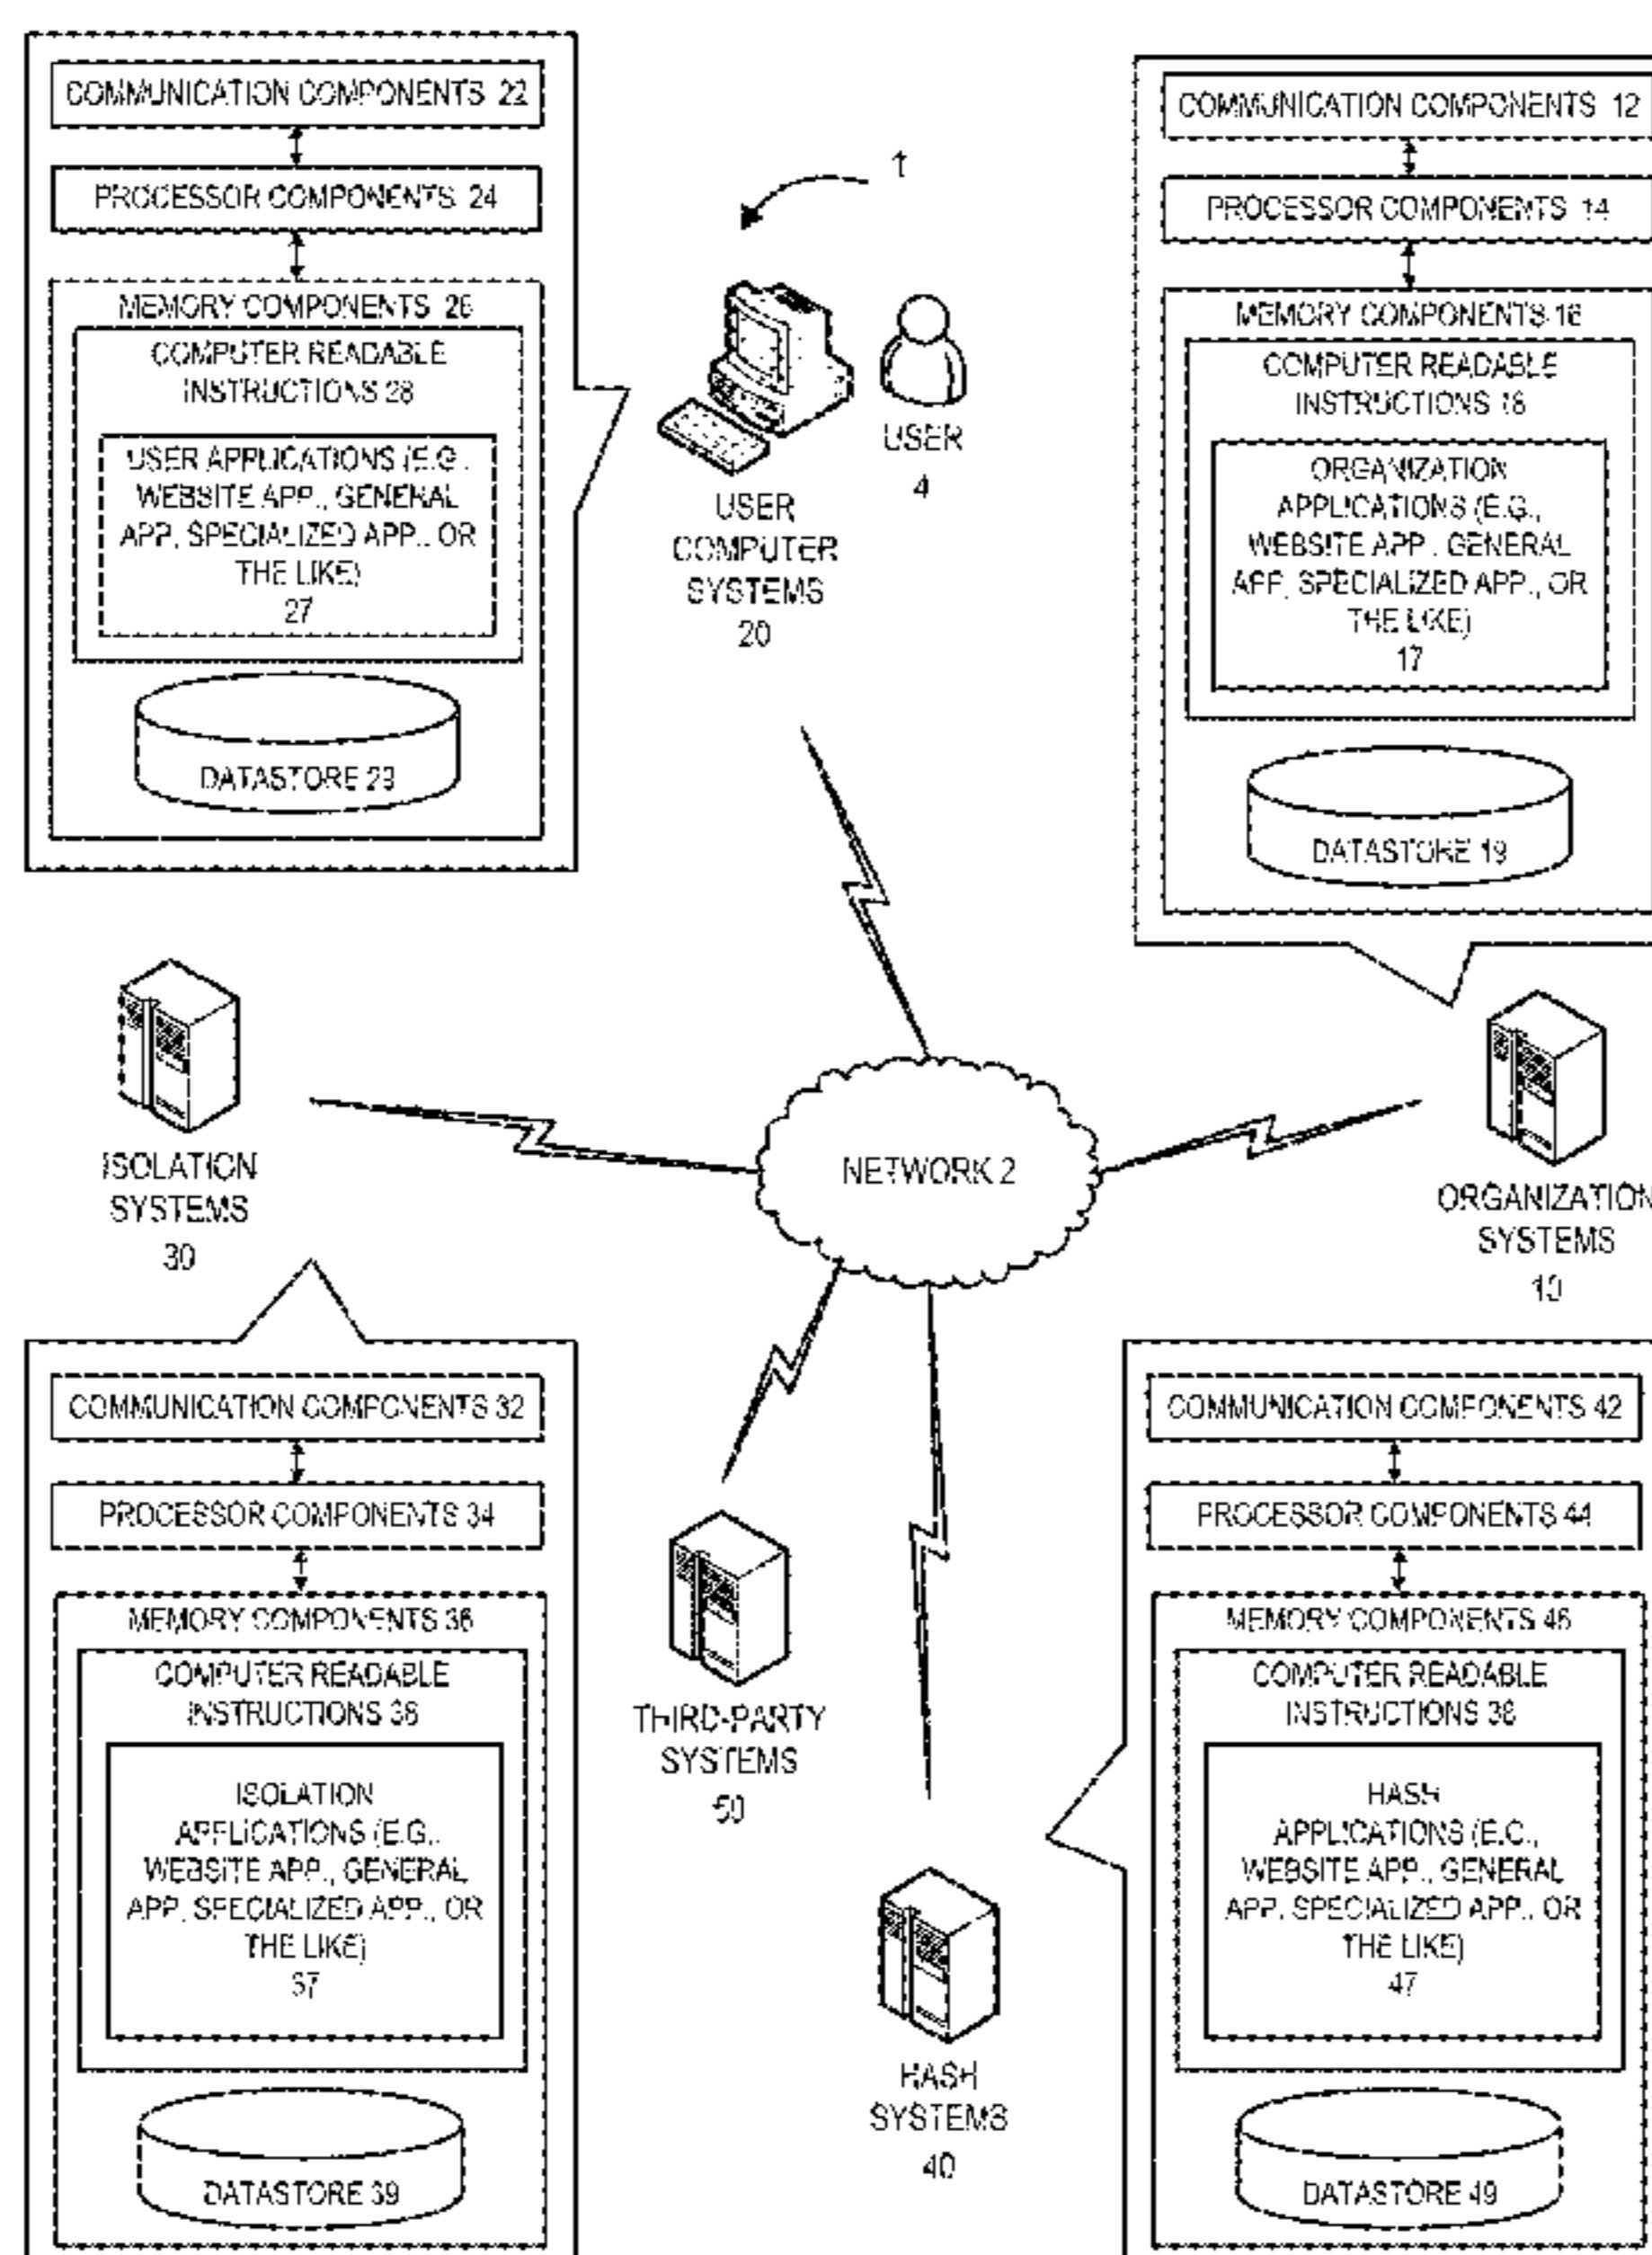 COMMUNICATION COMPONENTS 22
PROCESSOR COMPONENTS 24
MEMORY COMPONENTS 26
COMPUTER READABLE
INSTRUCTIONS 28
USER APPLICATIONS (E.G.,
WEBSITE APP., GENERAL
APP, SPECIALIZED APP., OR
THE LIKE)
27
DATASTORE
1
USER
COMPUTER
SYSTEMS
20
USER
4
COMMUNICATION COMPONENTS 12
PROCESSOR COMPONENTS 14
MEMORY COMPONENTS 16
COMPUTER READABLE
INSTRUCTIONS 18
ORGANIZATION
APPLICATIONS (E.G.,
WEBSITE APP., GENERAL
APP, SPECIALIZED APP., OR
THE LIKE)
17
DATASTORE 19
ISOLATION
SYSTEMS
30
NETWORK 2
ORGANIZATION
SYSTEMS
10
COMMUNICATION COMPONENTS 32
PROCESSOR COMPONENTS 34
MEMORY COMPONENTS 36
COMPUTER READABLE
INSTRUCTIONS 38
ISOLATION
APPLICATIONS (E.G.,
WEBSITE APP., GENERAL
APP, SPECIALIZED APP., OR
THE LIKE)
37
DATASTORE 39
THIRD-PARTY
SYSTEMS
50
HASH
SYSTEMS
40
COMMUNICATION COMPONENTS 42
PROCESSOR COMPONENTS 44
MEMORY COMPONENTS 46
COMPUTER READABLE
INSTRUCTIONS 38
HASH
APPLICATIONS (E.G.,
WEBSITE APP., GENERAL
APP, SPECIALIZED APP., OR
THE LIKE)
47
DATASTORE 49